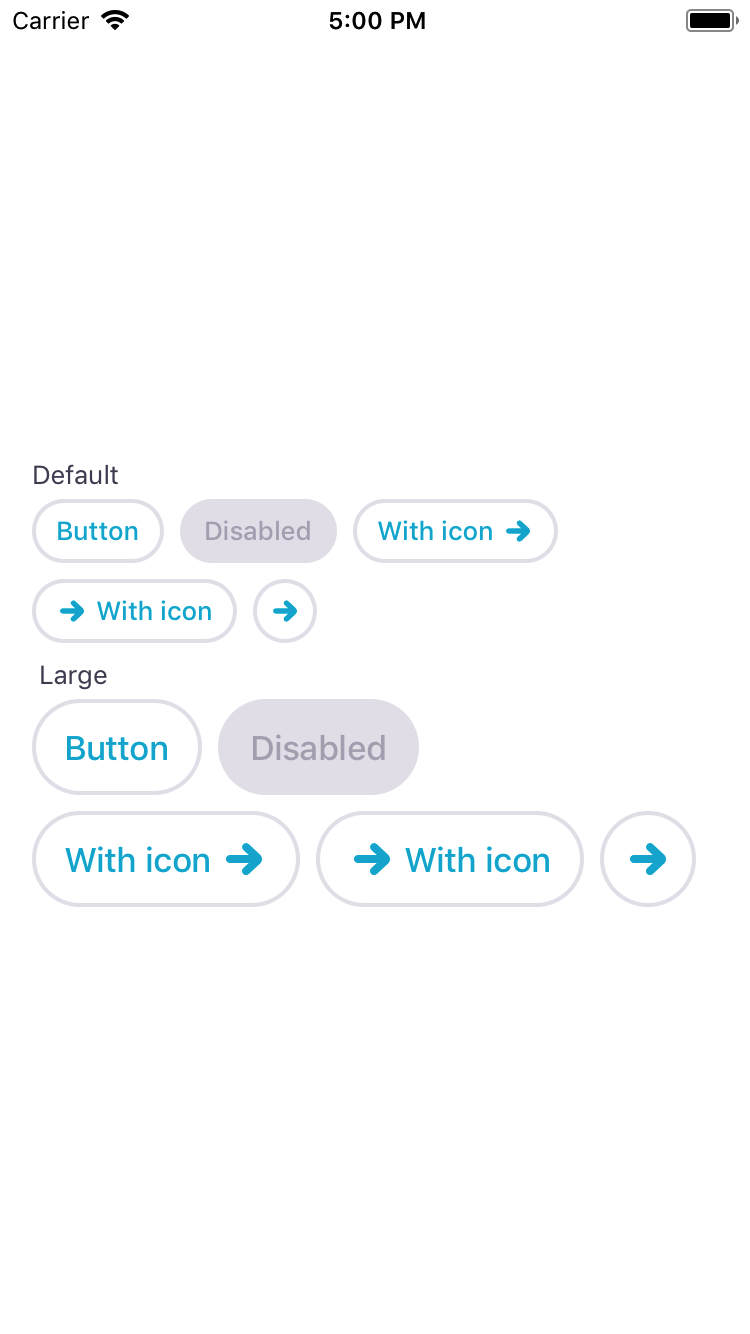 Carrier 5:00 PM
Default
Button Disabled With icon
With icon
Large
Button Disabled
With icon With icon